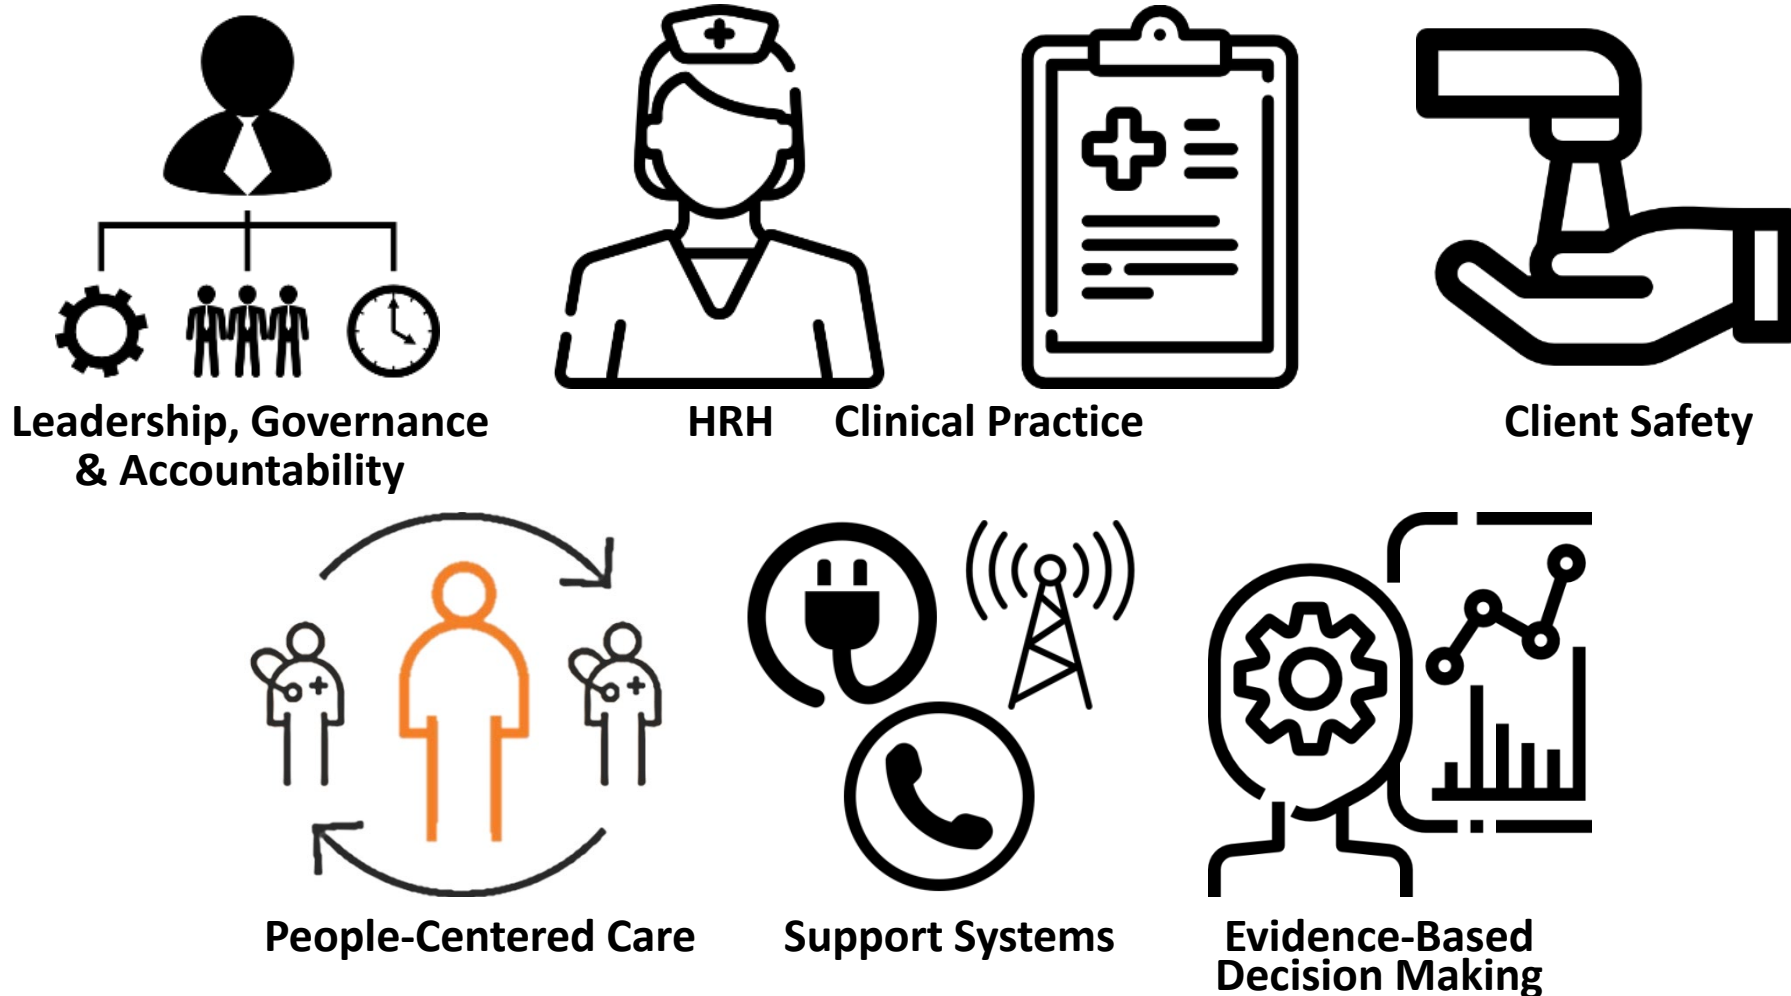 Leadership, Governance
& Accountability
HRH
Clinical Practice
Client Safety
People-Centered Care
Support Systems
Evidence-Based
Decision Making